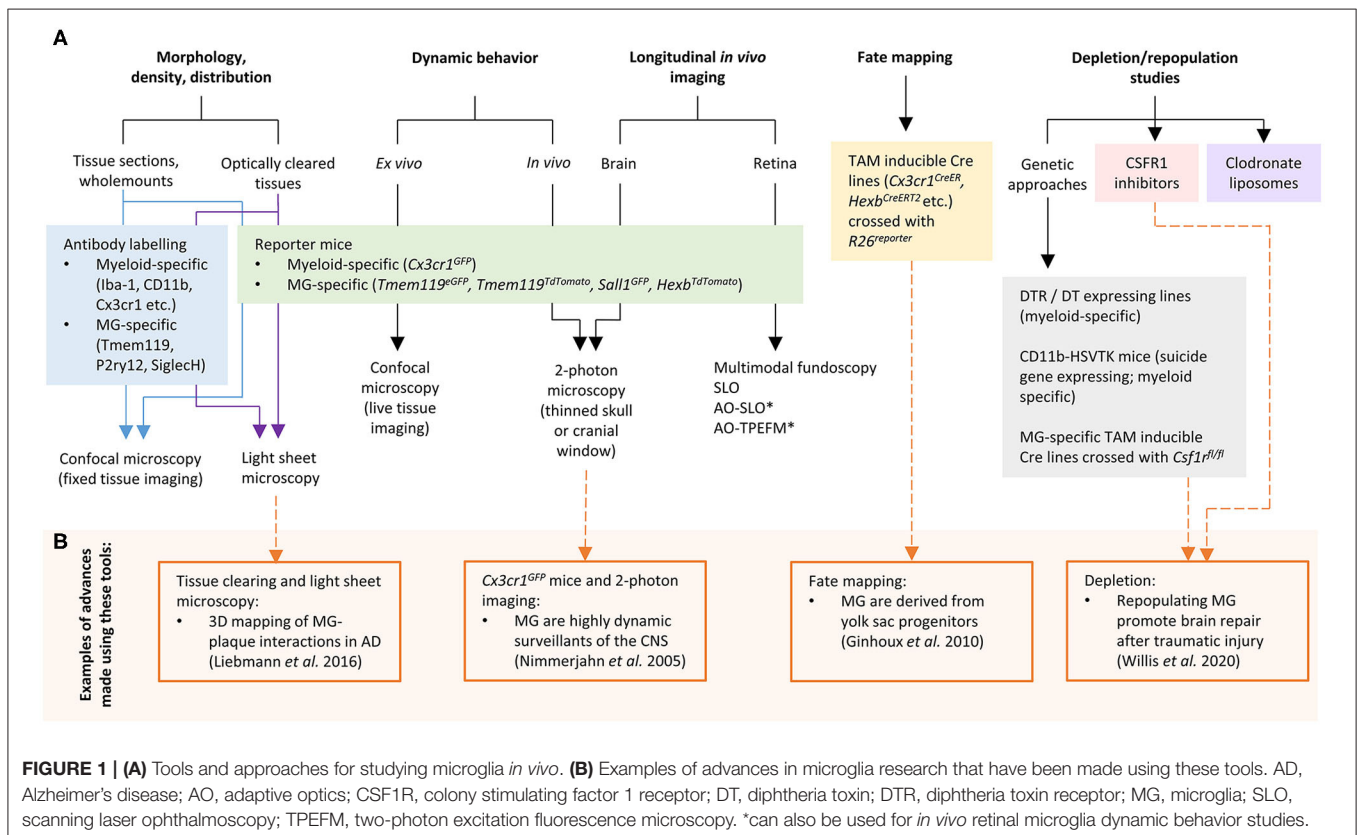 A
Morphology,
density, distribution
Dynamic behavior
Longitudinal in vivo
imaging
Fate mapping
Depletion/repopulation
studies
Tissue sections,
wholemounts
Optically cleared
tissues
Ex vivo
In vivo
Brain
Retina
TAM inducible Cre
lines (Cx3cr1CreER,
HexbCreERT2 etc.)
crossed with
R26reporter
Genetic
approaches
CSFR1
inhibitors
Clodronate
liposomes
Antibody labelling
• Myeloid-specific
(Iba-1, CD11b,
Cx3cr1 etc.)
• MG-specific
(Tmem119,
P2ry12, SiglecH)
Reporter mice
• Myeloid-specific (Cx3cr1GFP)
• MG-specific (Tmem119eGFP, Tmem119TdTomato, Sall1GFP, HexbTdTomato)
DTR / DT expressing lines
(myeloid-specific)
CD11b-HSVTK mice (suicide
gene expressing; myeloid
specific)
MG-specific TAM inducible
Cre lines crossed with Csf1rfl/fl
Confocal microscopy
(fixed tissue imaging)
Light sheet
microscopy
Confocal
microscopy
(live tissue
imaging)
2-photon
microscopy
(thinned skull
or cranial
window)
Multimodal fundoscopy
SLO
AO-SLO*
AO-TPEFM*
B
Examples of advances
made using these tools:
Tissue clearing and light sheet
microscopy:
• 3D mapping of MG-
plaque interactions in AD
(Liebmann et al. 2016)
Cx3cr1GFP mice and 2-photon
imaging:
• MG are highly dynamic
surveillants of the CNS
(Nimmerjahn et al. 2005)
Fate mapping:
• MG are derived from
yolk sac progenitors
(Ginhoux et al. 2010)
Depletion:
• Repopulating MG
promote brain repair
after traumatic injury
(Willis et al. 2020)
FIGURE 1 | (A) Tools and approaches for studying microglia in vivo. (B) Examples of advances in microglia research that have been made using these tools. AD,
Alzheimer's disease; AO, adaptive optics; CSF1R, colony stimulating factor 1 receptor; DT, diphtheria toxin; DTR, diphtheria toxin receptor; MG, microglia; SLO,
scanning laser ophthalmoscopy; TPEFM, two-photon excitation fluorescence microscopy. *can also be used for in vivo retinal microglia dynamic behavior studies.